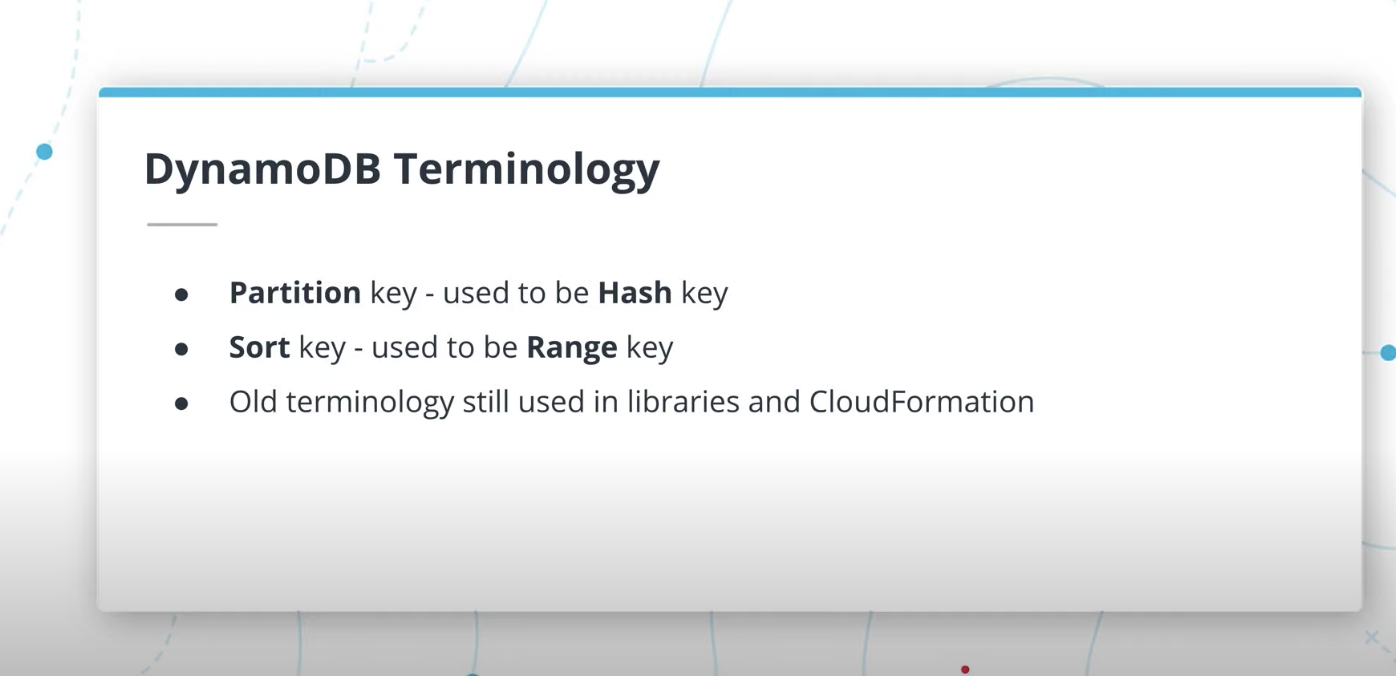 DynamoDB Terminology
● Partition key - used to be Hash key
● Sort key - used to be Range key
● Old terminology still used in libraries and CloudFormation